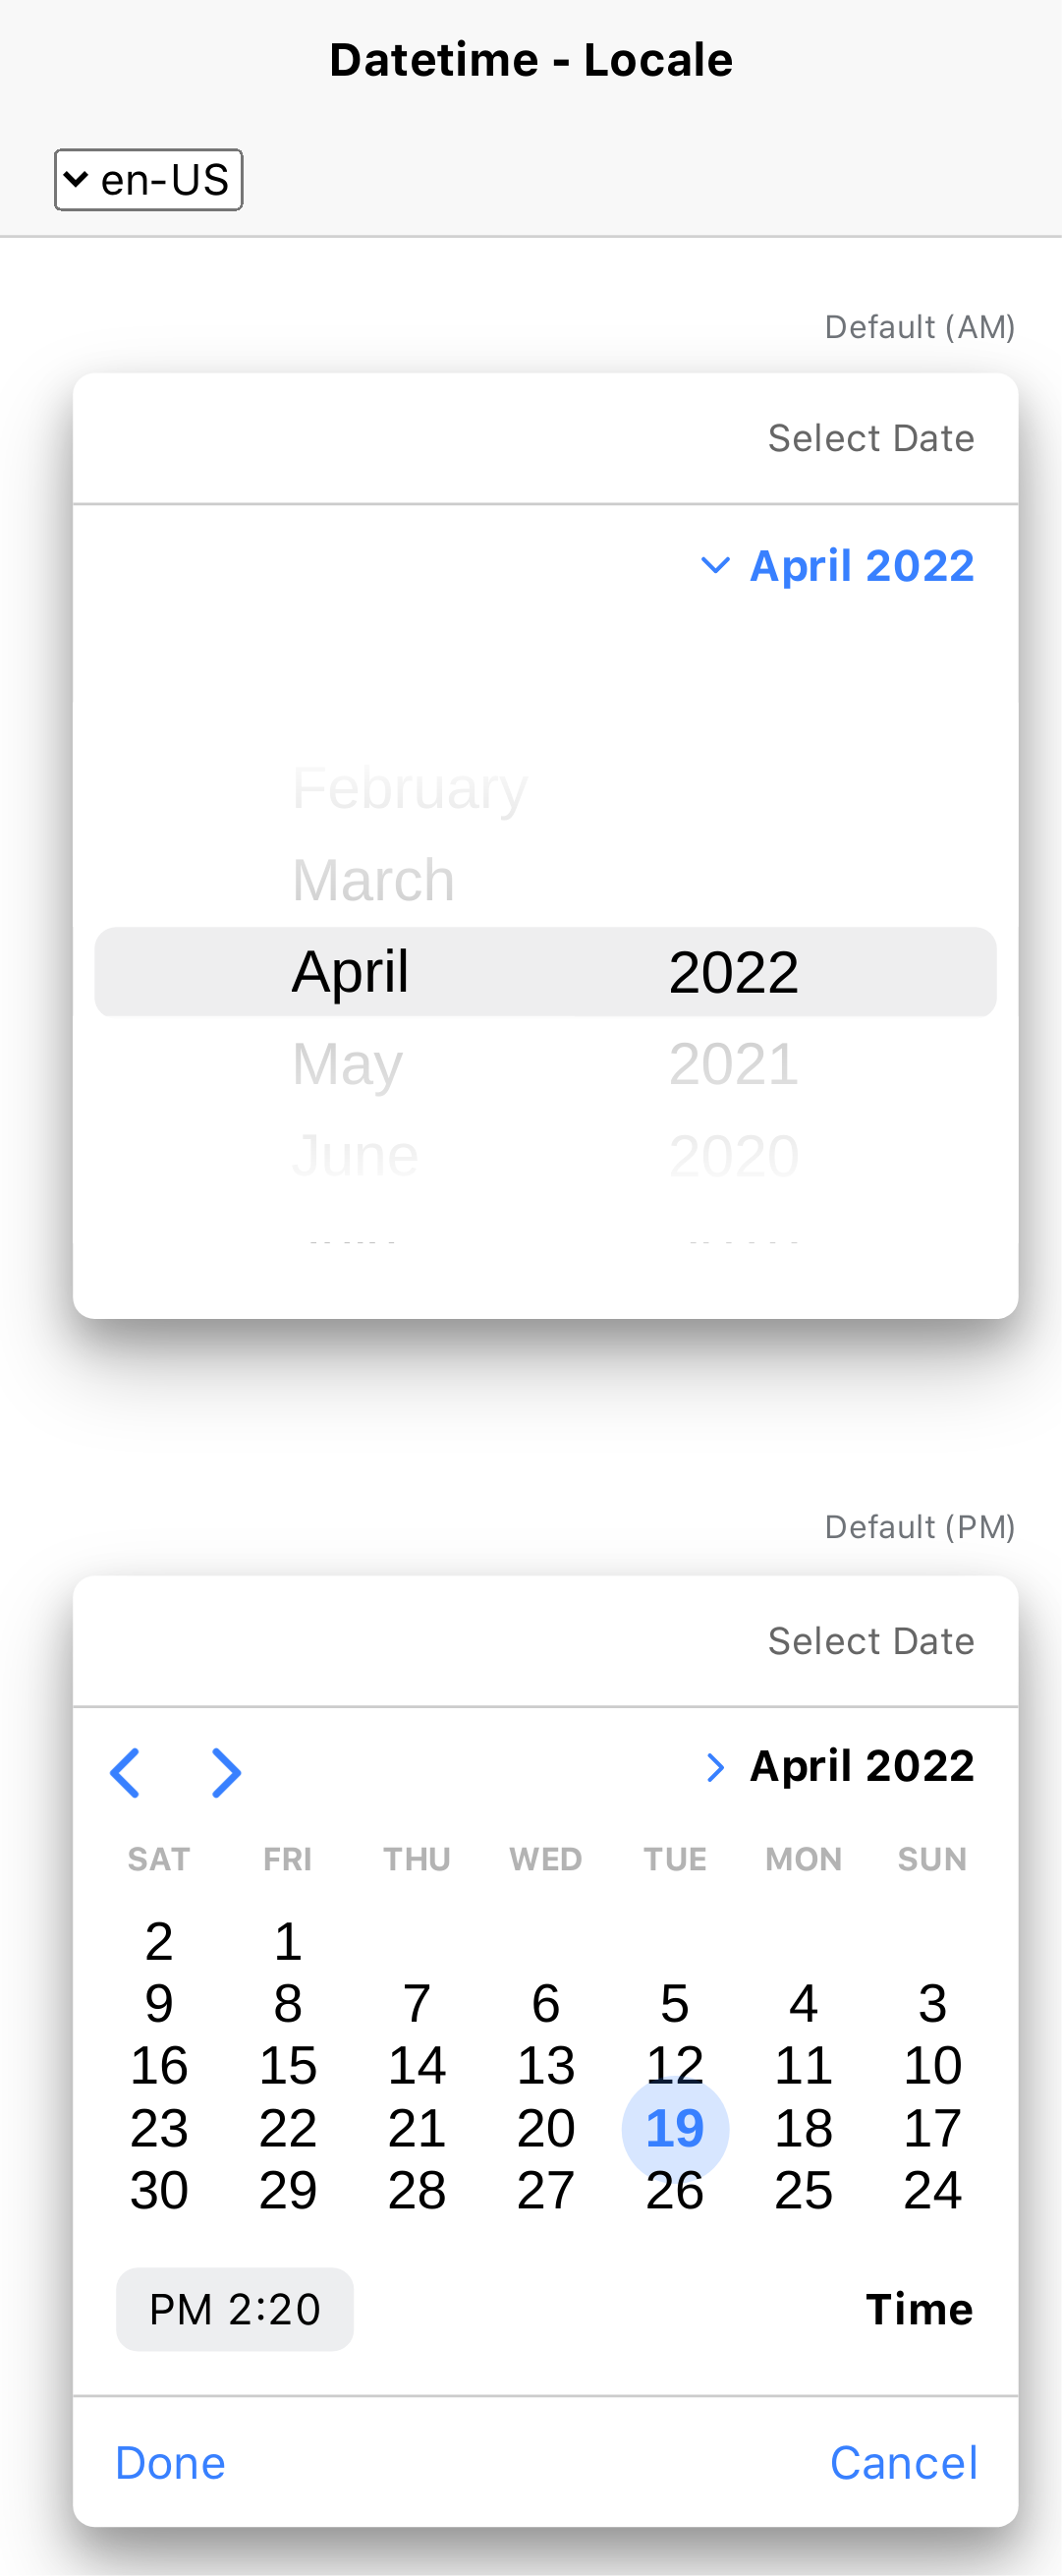 Datetime - Locale
en-US
Default (AM)
Select Date
April 2022
February
March
April 2022
May 2021
June 2020
Default (PM)
Select Date
April 2022
SAT FRI THU WED TUE MON SUN
2 1
9 8 7 6 5 4 3
16 15 14 13 12 11 10
23 22 21 20 19 18 17
30 29 28 27 26 25 24
PM 2:20 Time
Done Cancel